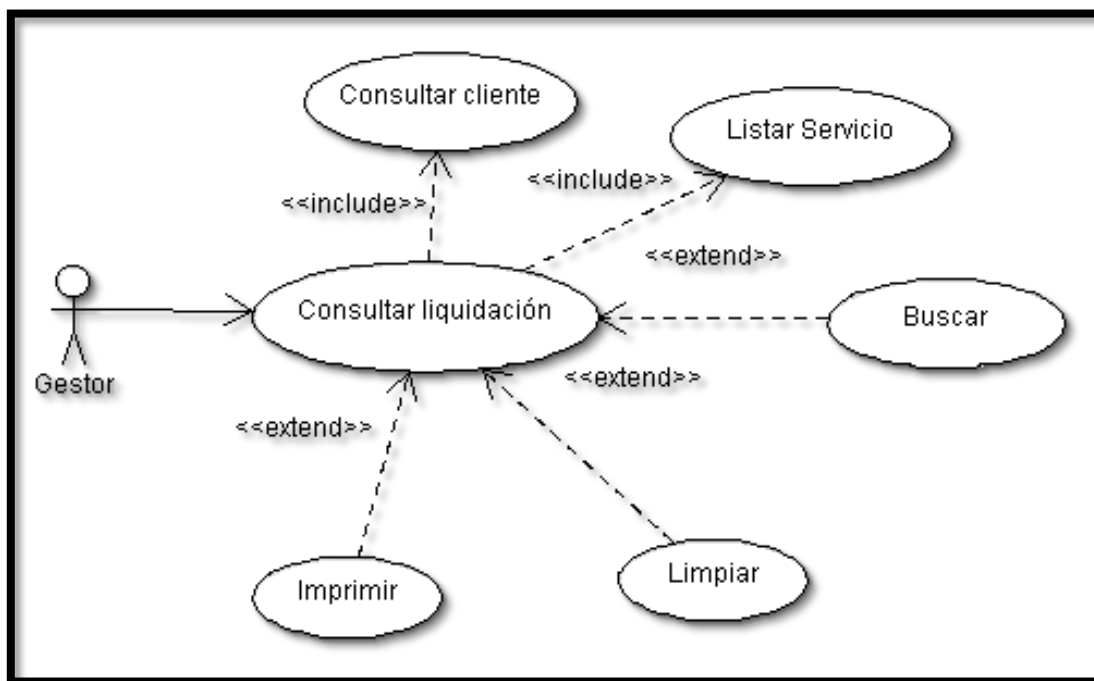 Consultar cliente
Listar Servicio
<<include>>
<<include>>
<<extend>>
Consultar liquidación
Buscar
Gestor
<<extend>>
<<extend>>
Imprimir
Limpiar